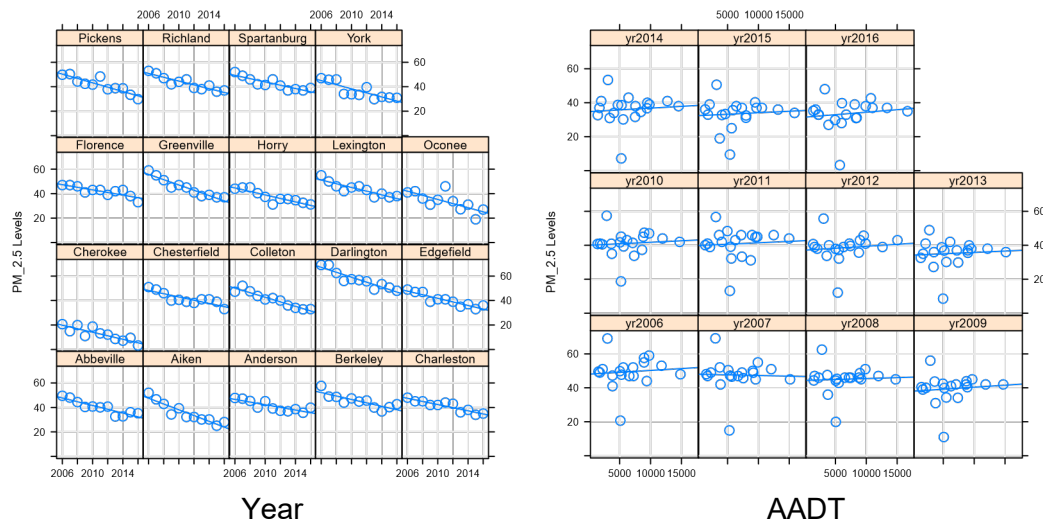 2006 2010 2014
Pickens Richland Spartanburg York
60
40
20
Florence Greenville Horry Lexington Oconee
60
40
20
Cherokee Chesterfield Colleton Darlington Edgefield
60
40
20
Abbeville Aiken Anderson Berkeley Charleston
60
40
20
2006 2010 2014 2006 2010 2014 2006 2010 2014
PM_2.5 Levels
Year
5000 10000 15000
yr2014 yr2015 yr2016
60
40
20
yr2010 yr2011 yr2012 yr2013
60
40
20
yr2006 yr2007 yr2008 yr2009
60
40
20
5000 10000 15000 5000 10000 15000
PM_2.5 Levels
AADT